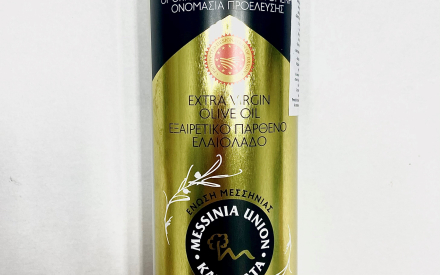 ΟΝΟΜΑΣΙΑ ΠΡΟΕΛΕΥΣΗΣ
EXTRA VIRGIN
OLIVE OIL
ΕΞΑΙΡΕΤΙΚΟ ΠΑΡΘΕΝΟ
ΕΛΑΙΟΛΑΔΟ
ΕΝΩΣΗ ΜΕΣΣΗΝΙΑΣ
MESSINIA UNION